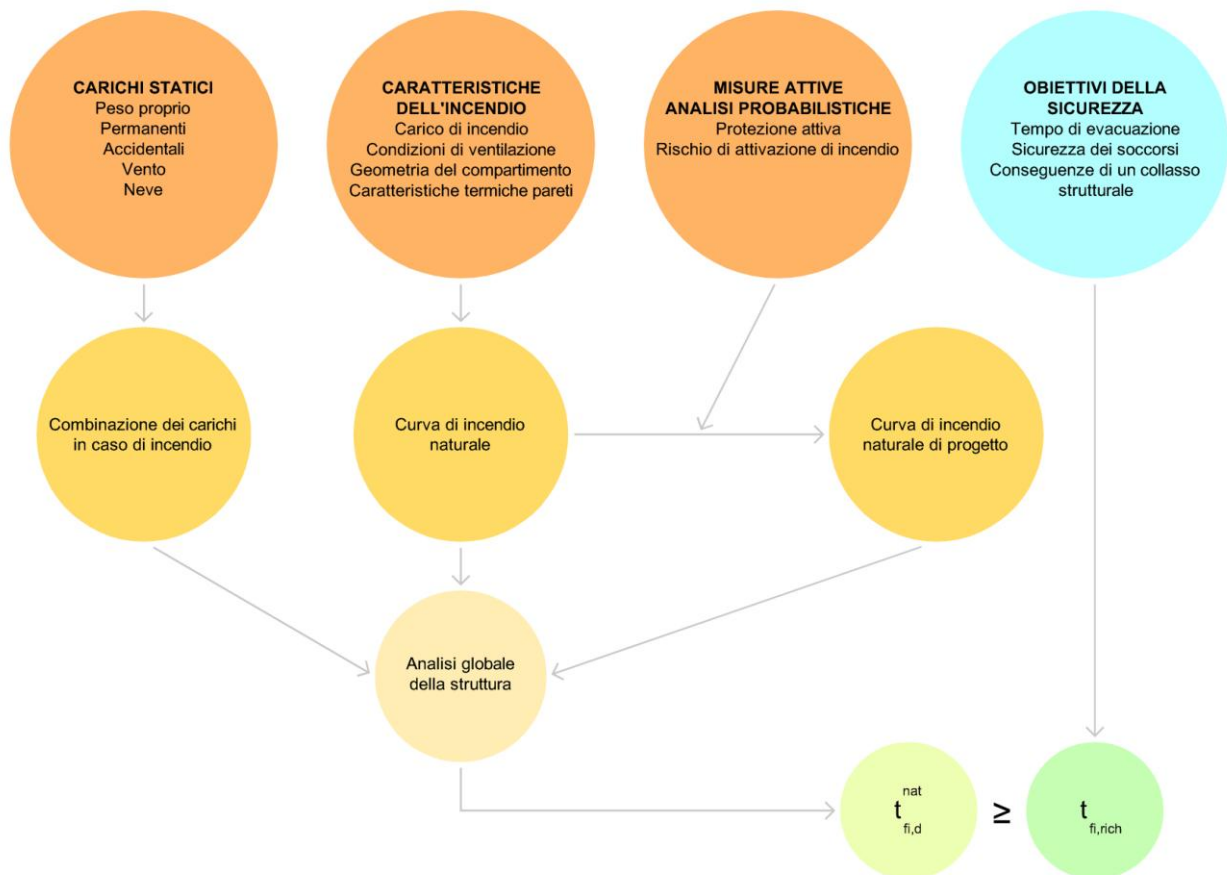 CARICHI STATICI
Peso proprio
Permanenti
Accidentali
Vento
Neve
CARATTERISTICHE
DELL'INCENDIO
Carico di incendio
Condizioni di ventilazione
Geometria del compartimento
Caratteristiche termiche pareti
MISURE ATTIVE
ANALISI PROBABILISTICHE
Protezione attiva
Rischio di attivazione di incendio
OBIETTIVI DELLA
SICUREZZA
Tempo di evacuazione
Sicurezza dei soccorsi
Conseguenze di un collasso
strutturale
Combinazione dei carichi
in caso di incendio
Curva di incendio
naturale
Curva di incendio
naturale di progetto
Analisi globale
della struttura
t nat fi,d ≥ t fi,rich